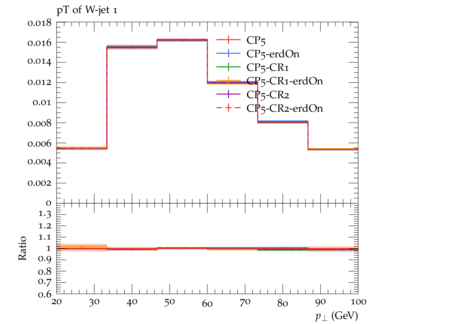 pT of W-jet 1
0.018
0.016
0.014
0.012
0.01
0.008
0.006
0.004
0.002
0
CP5
CP5-erdOn
CP5-CR1
CP5-CR1-erdOn
CP5-CR2
CP5-CR2-erdOn
1.3
1.2
1.1
1
0.9
0.8
0.7
0.6
Ratio
20 30 40 50 60 70 80 90 100
p⊥ (GeV)